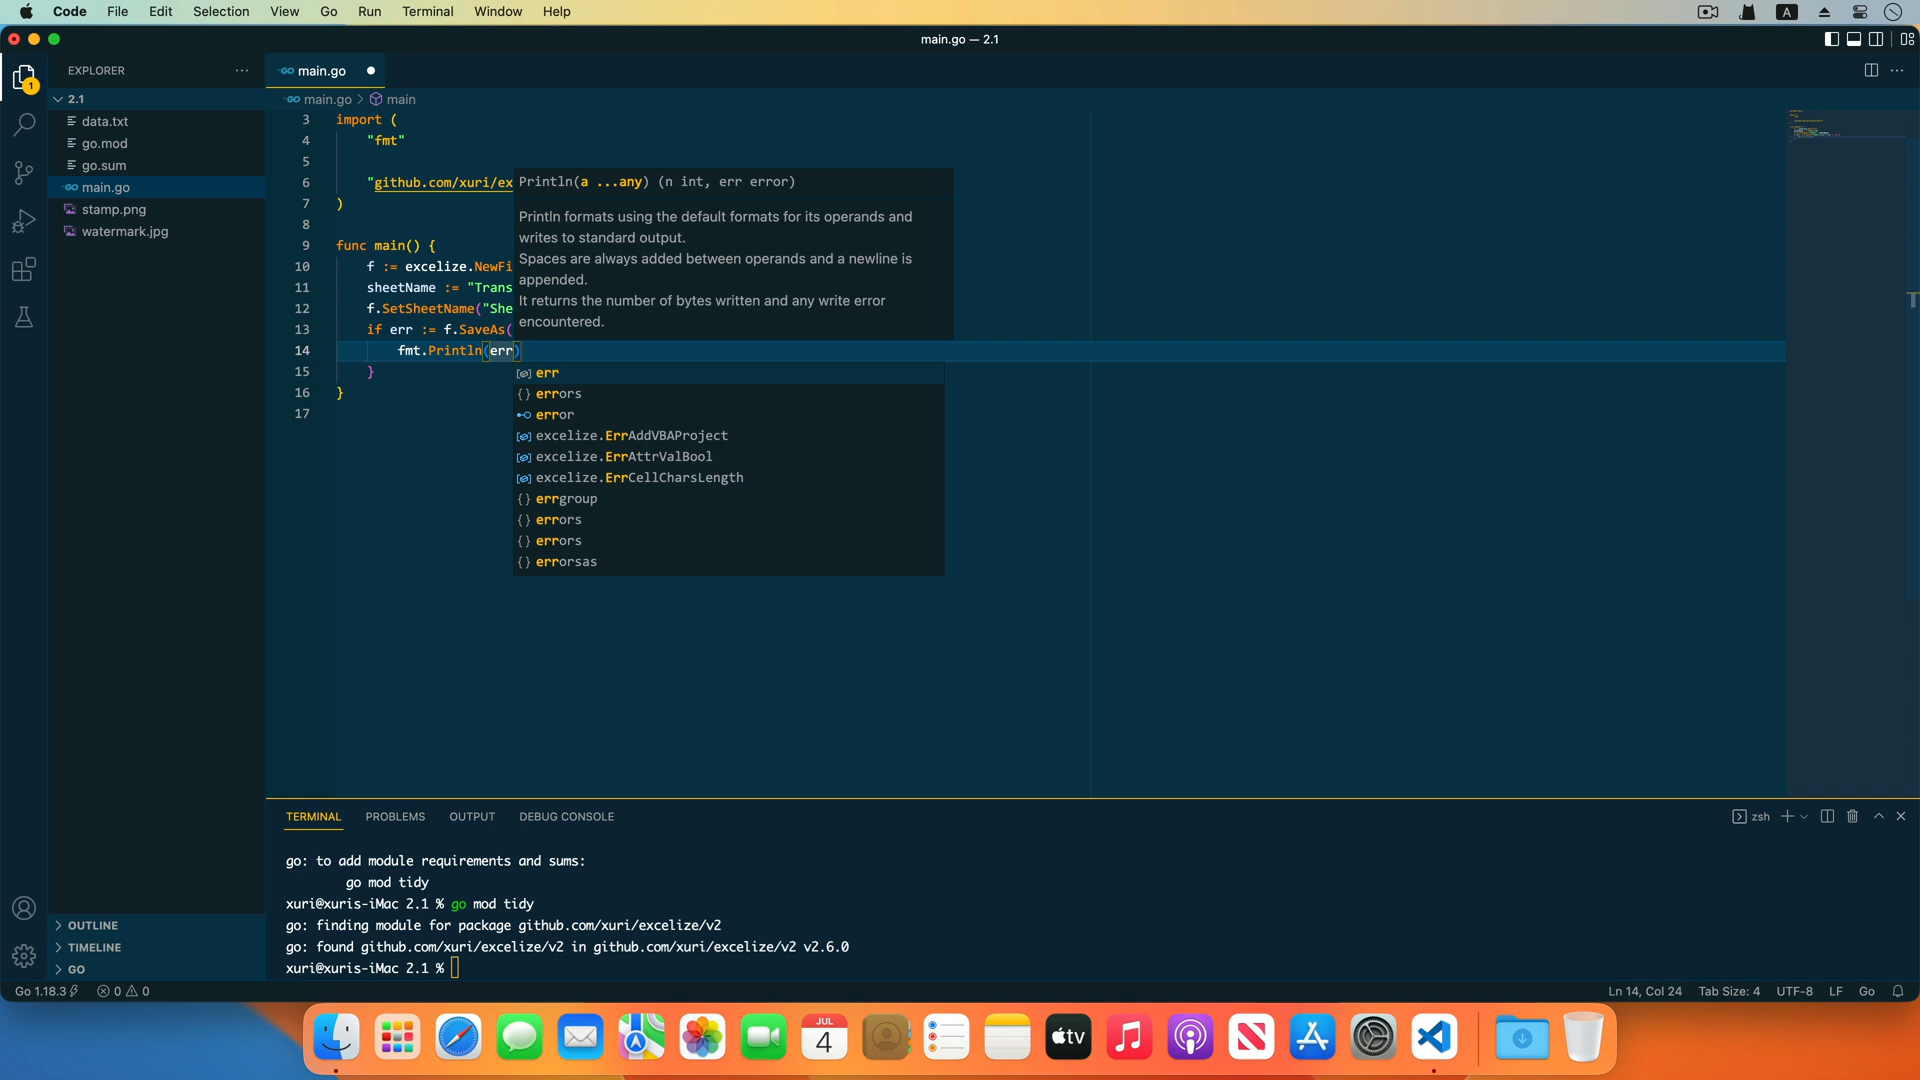 Code File Edit Selection View Go Run Terminal Window Help
A
main.go — 2.1
EXPLORER
1
2.1
data.txt
go.mod
go.sum
main.go
stamp.png
watermark.jpg
OUTLINE
TIMELINE
GO
main.go
main.go > main
3 import (
4 "fmt"
5
6 "github.com/xuri/ex
7 )
8
9 func main() {
10 f := excelize.NewFi
11 sheetName := "Trans
12 f.SetSheetName("She
13 if err := f.SaveAs(
14 fmt.Println(err)
15 }
16 }
17
Println(a ...any) (n int, err error)
Println formats using the default formats for its operands and
writes to standard output.
Spaces are always added between operands and a newline is
appended.
It returns the number of bytes written and any write error
encountered.
err
errors
error
excelize.ErrAddVBAProject
excelize.ErrAttrValBool
excelize.ErrCellCharsLength
errgroup
errors
errors
errorsas
TERMINAL PROBLEMS OUTPUT DEBUG CONSOLE
zsh
go: to add module requirements and sums:
go mod tidy
xuri@xuris-iMac 2.1 % go mod tidy
go: finding module for package github.com/xuri/excelize/v2
go: found github.com/xuri/excelize/v2 in github.com/xuri/excelize/v2 v2.6.0
xuri@xuris-iMac 2.1 %
Go 1.18.3 0 0
Ln 14, Col 24 Tab Size: 4 UTF-8 LF Go
JUL
4
tv